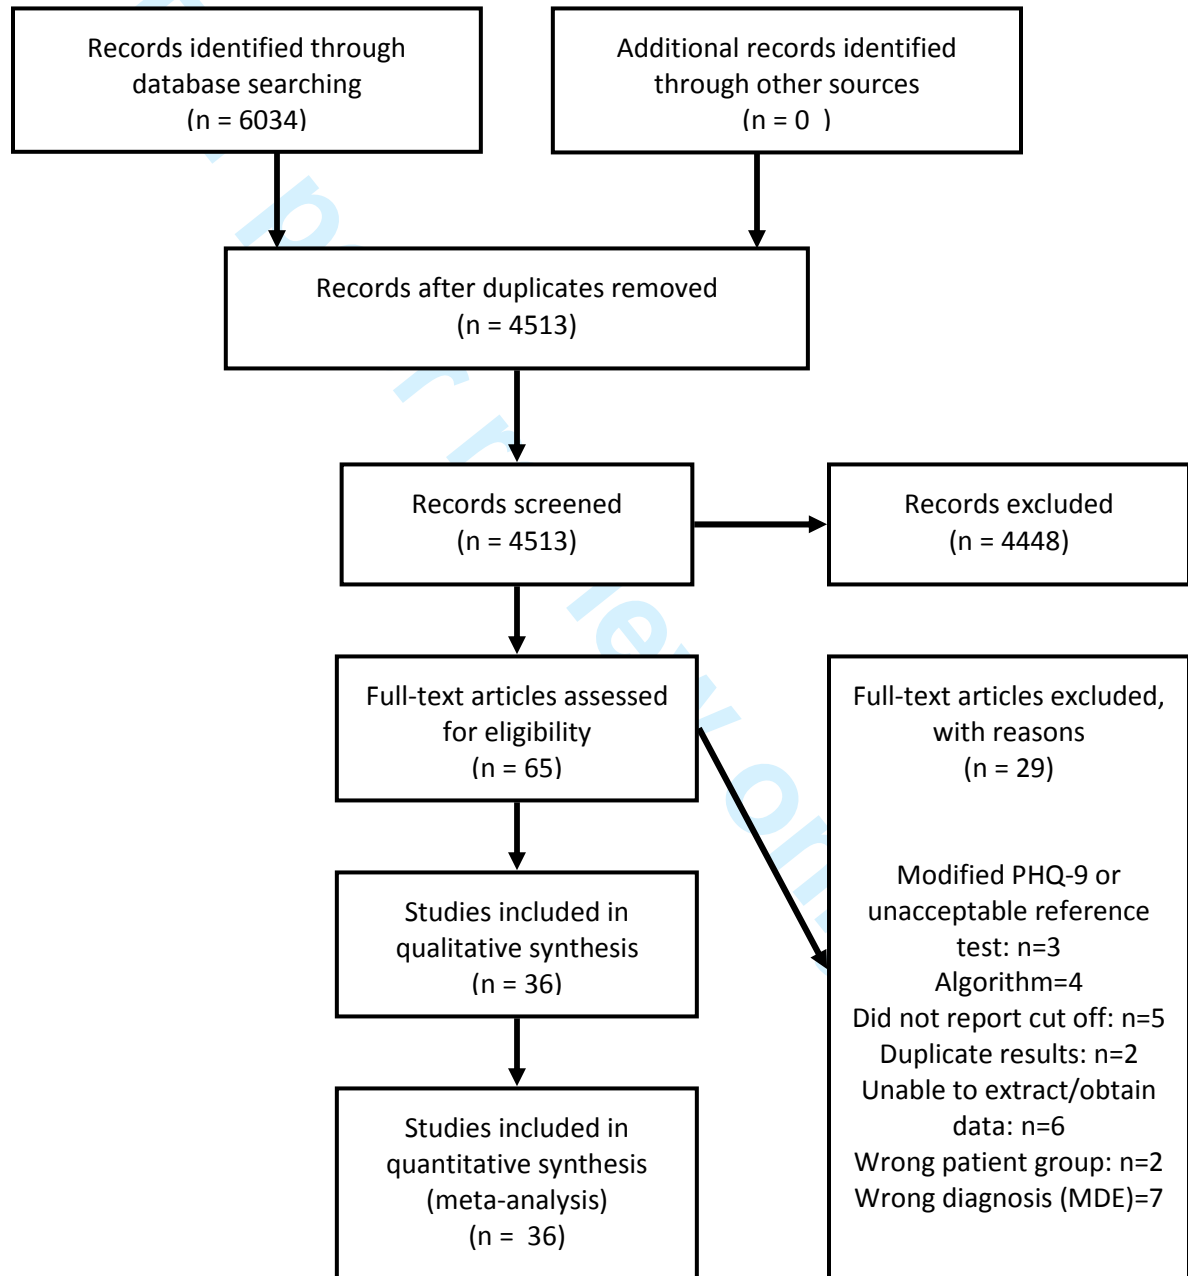 Records identified through
database searching
(n = 6034)
Additional records identified
through other sources
(n = 0  )
Records after duplicates removed
(n = 4513)
Records screened
(n = 4513)
Records excluded
(n = 4448)
Full-text articles assessed
for eligibility
(n = 65)
Full-text articles excluded,
with reasons
(n = 29)
Modified PHQ-9 or
unacceptable reference
test: n=3
Algorithm=4
Did not report cut off: n=5
Duplicate results: n=2
Unable to extract/obtain
data: n=6
Wrong patient group: n=2
Wrong diagnosis (MDE)=7
Studies included in
qualitative synthesis
(n = 36)
Studies included in
quantitative synthesis
(meta-analysis)
(n =  36)